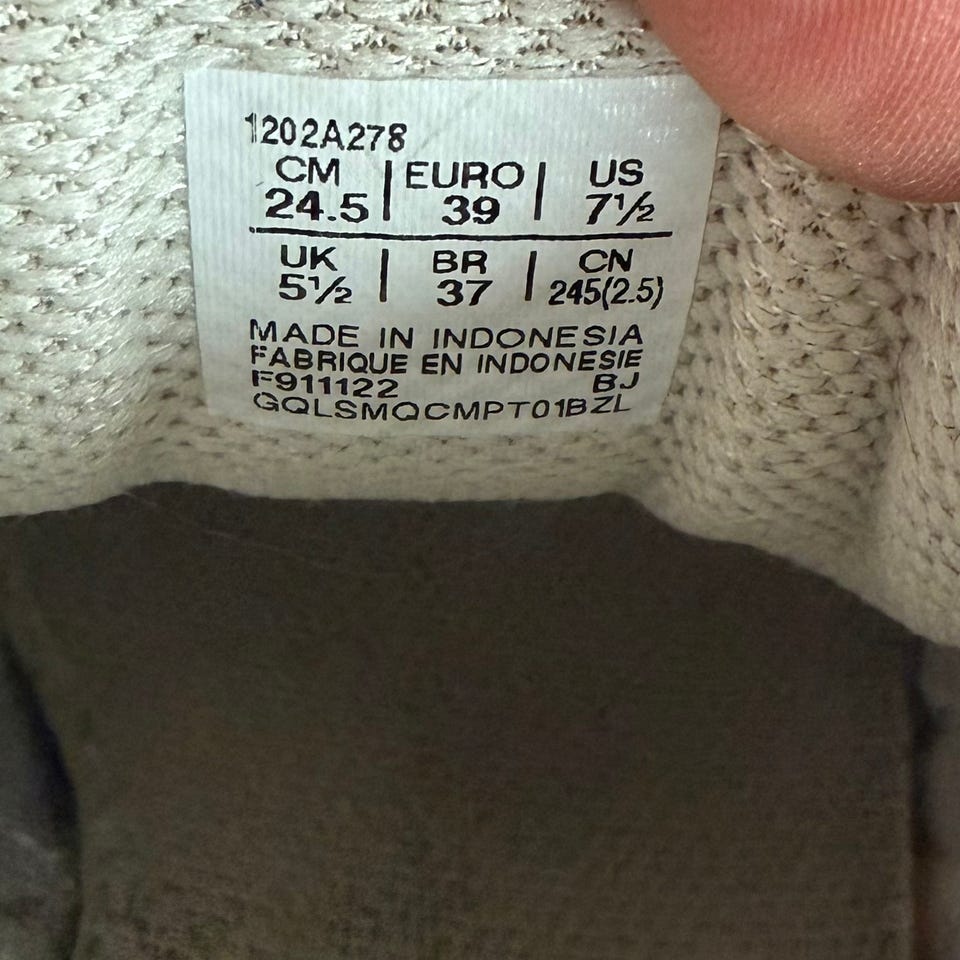 1202A278
CM | EURO | US
24.5 | 39 | 7½
UK | BR | CN
5½ | 37 | 245(2.5)
MADE IN INDONESIA
FABRIQUE EN INDONESIE
F911122 BJ
GQLSMQCMPT01BZL